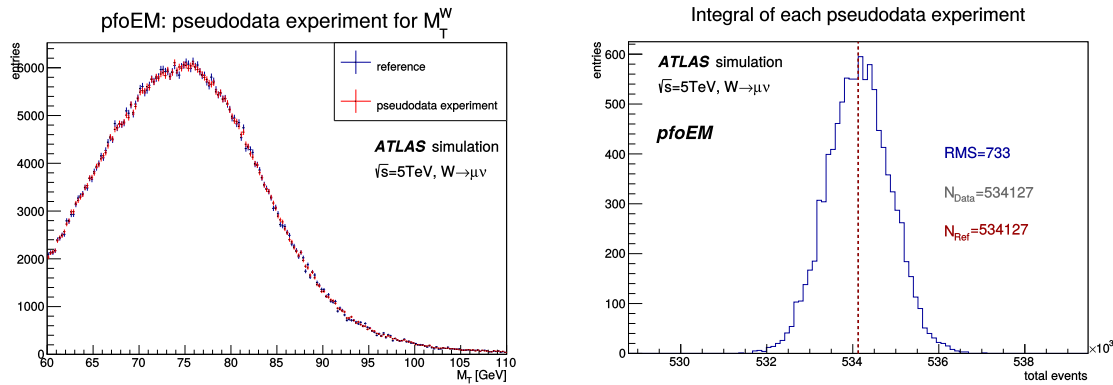 pfoEM: pseudodata experiment for M_T^W
entries
6000
5000
4000
3000
2000
1000
0
reference
pseudodata experiment
ATLAS simulation
√s=5TeV, W→μν
60 65 70 75 80 85 90 95 100 105 110
M_T [GeV]
Integral of each pseudodata experiment
entries
600
500
400
300
200
100
0
ATLAS simulation
√s=5TeV, W→μν
pfoEM
RMS=733
N_Data=534127
N_Ref=534127
530 532 534 536 538
×10³
total events